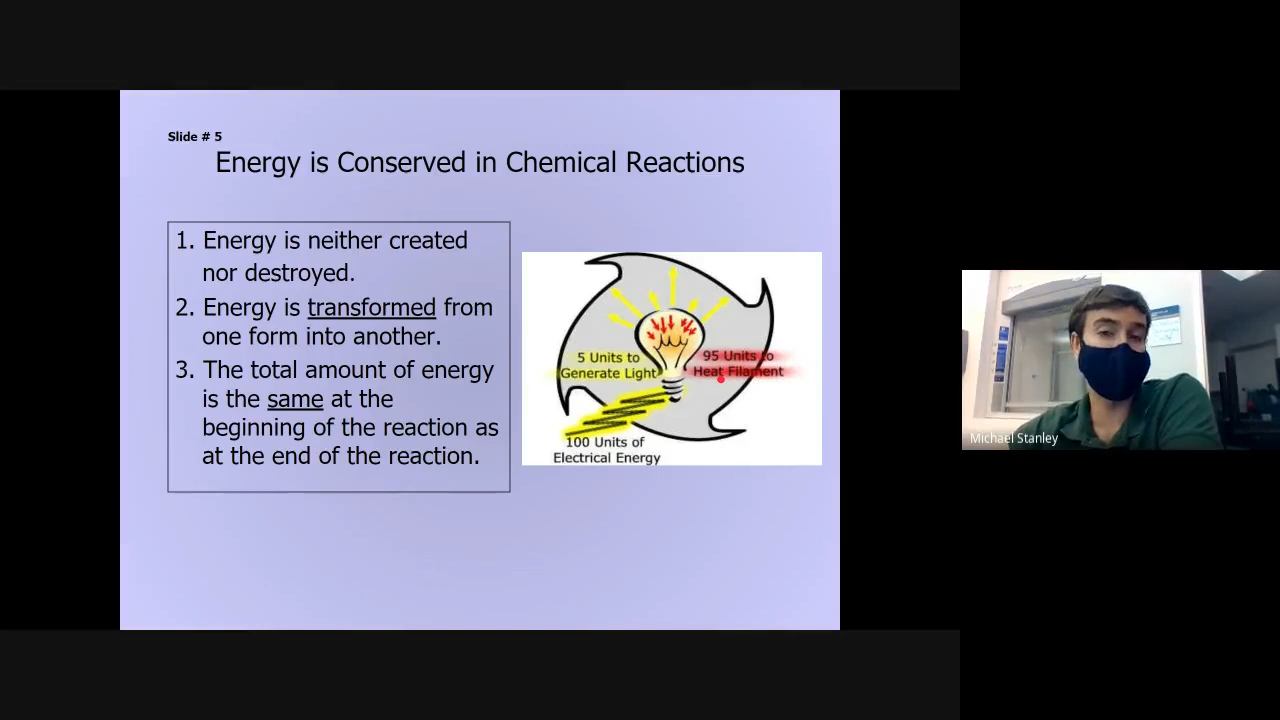 Slide # 5
Energy is Conserved in Chemical Reactions
1. Energy is neither created
nor destroyed.
2. Energy is transformed from
one form into another.
3. The total amount of energy
is the same at the
beginning of the reaction as
at the end of the reaction.
5 Units to
Generate Light
95 Units to
Heat Filament
100 Units of
Electrical Energy
Michael Stanley